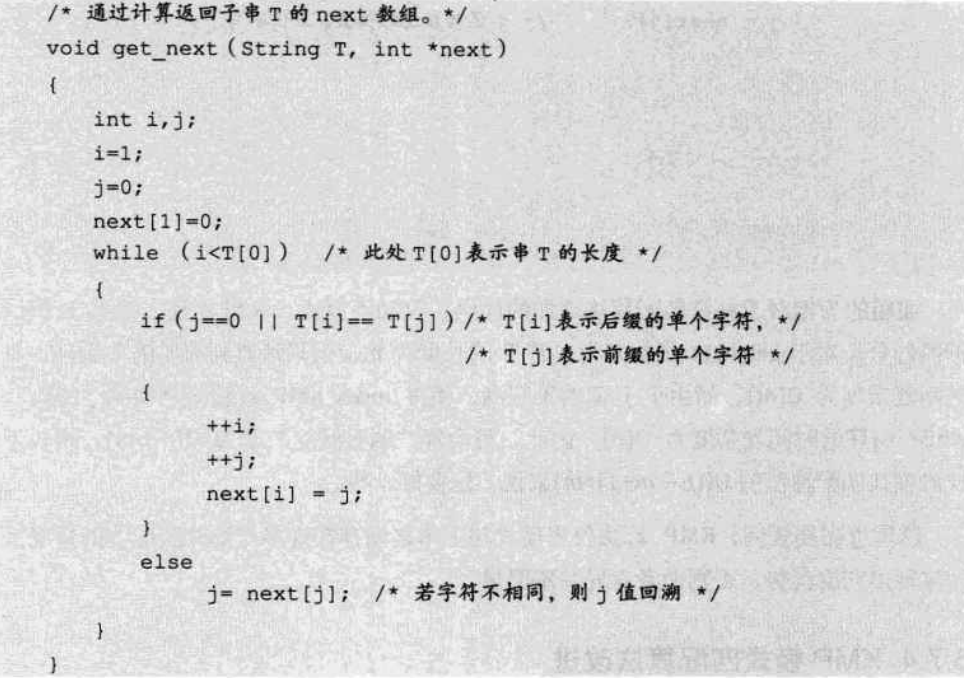 /* 通过计算返回子串 T 的 next 数组。*/
void get_next (String T, int *next)
{
int i,j;
i=1;
j=0;
next[1]=0;
while (i<T[0]) /* 此处 T[0]表示串 T 的长度 */
{
if (j==0 || T[i]== T[j]) /* T[i]表示后缀的单个字符, */
/* T[j]表示前缀的单个字符 */
{
++i;
++j;
next[i] = j;
}
else
j= next[j]; /* 若字符不相同, 则 j 值回溯 */
}
}